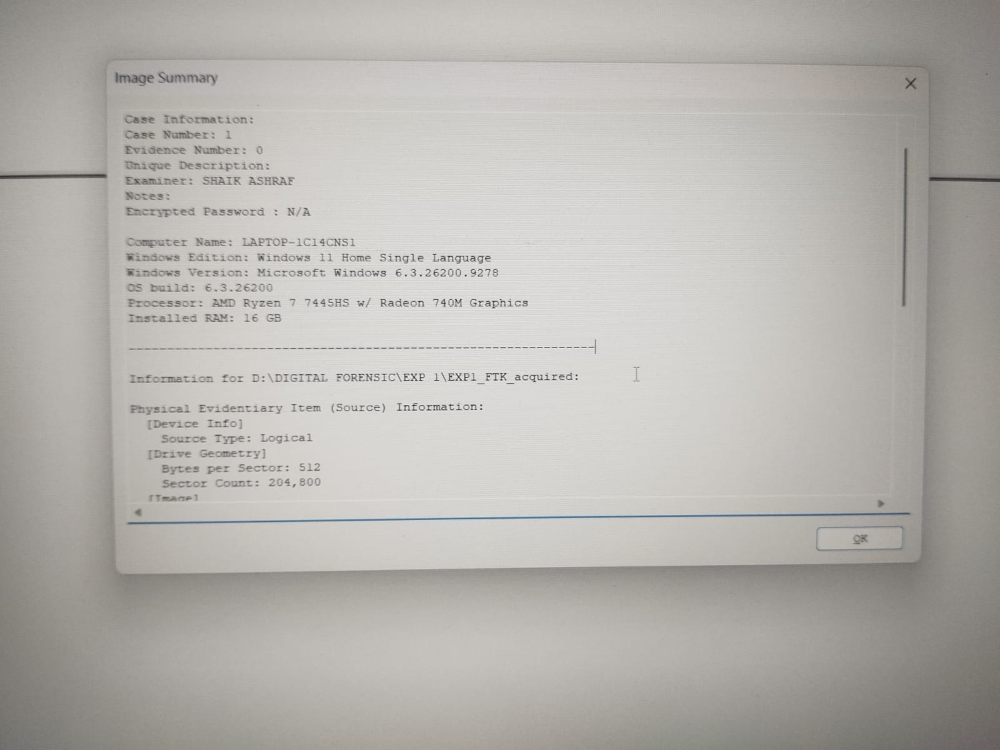 Image Summary
Case Information:
Case Number: 1
Evidence Number: 0
Unique Description:
Examiner: SHAIK ASHRAF
Notes:
Encrypted Password : N/A
Computer Name: LAPTOP-1C14CNS1
Windows Edition: Windows 11 Home Single Language
Windows Version: Microsoft Windows 6.3.26200.9278
OS build: 6.3.26200
Processor: AMD Ryzen 7 7445HS w/ Radeon 740M Graphics
Installed RAM: 16 GB
-------------------------------------------------------------
Information for D:\DIGITAL FORENSIC\EXP 1\EXP1_FTK_acquired:
Physical Evidentiary Item (Source) Information:
[Device Info]
Source Type: Logical
[Drive Geometry]
Bytes per Sector: 512
Sector Count: 204,800
[Image]
OK